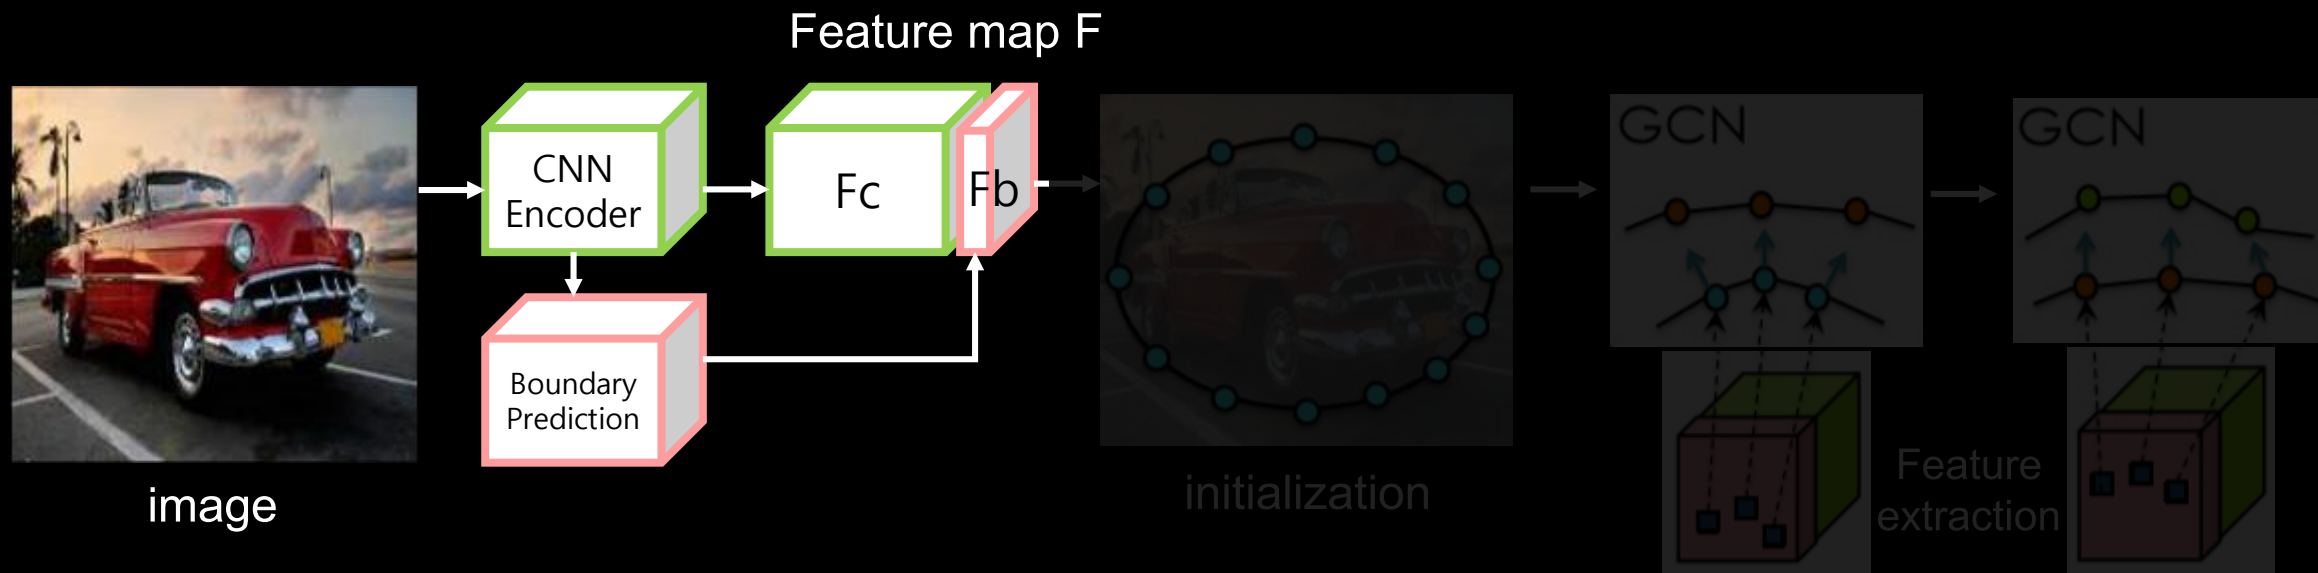 Feature map F
CNN
Encoder
Fc
Fb
Boundary
Prediction
image
initialization
GCN
GCN
Feature
extraction